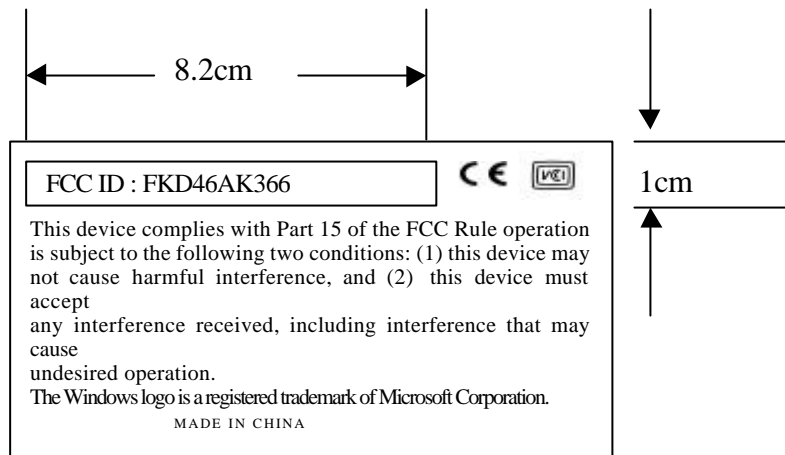 8.2cm
FCC ID : FKD46AK366
CE VCI
1cm
This device complies with Part 15 of the FCC Rule operation
is subject to the following two conditions: (1) this device may
not cause harmful interference, and (2) this device must
accept
any interference received, including interference that may
cause
undesired operation.
The Windows logo is a registered trademark of Microsoft Corporation.
MADE IN CHINA